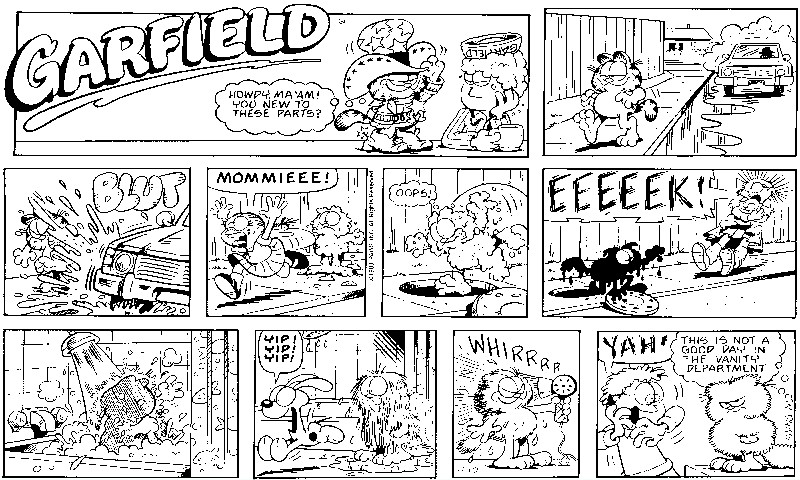 GARFIELD
HOWDY, MA'AM!
YOU NEW TO
THESE PARTS?
BLUT
MOMMIEEE!
OOPS!
EEEEEK!
YIP!
YIP!
YIP!
WHIRRRR
YAH!
THIS IS NOT A
GOOD DAY IN
THE VANITY
DEPARTMENT